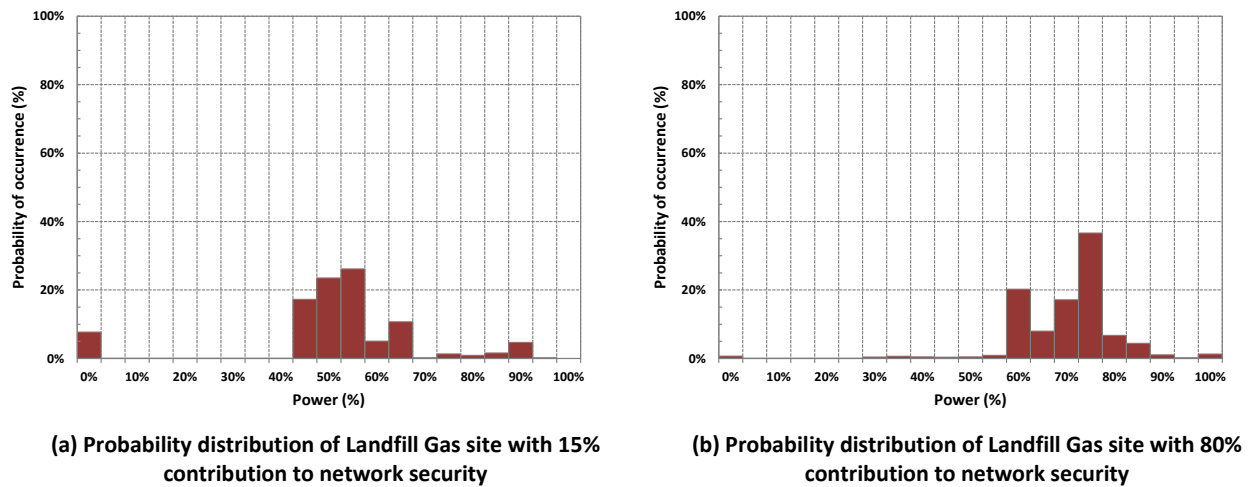 100%
80%
60%
40%
20%
0%
Probability of occurrence (%)
0% 10% 20% 30% 40% 50% 60% 70% 80% 90% 100%
Power (%)
(a) Probability distribution of Landfill Gas site with 15%
contribution to network security
100%
80%
60%
40%
20%
0%
Probability of occurrence (%)
0% 10% 20% 30% 40% 50% 60% 70% 80% 90% 100%
Power (%)
(b) Probability distribution of Landfill Gas site with 80%
contribution to network security